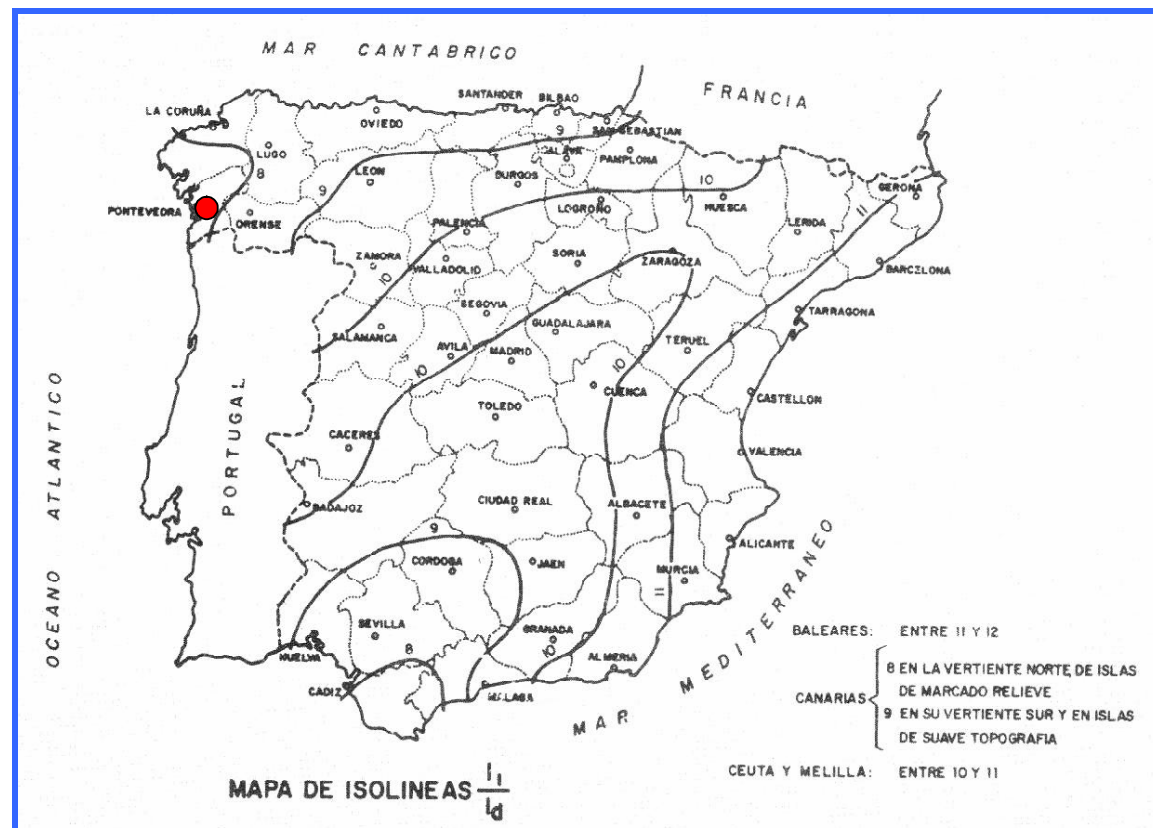 MAR CANTABRICO
FRANCIA
SANTANDER
BILBAO
LA CORUÑA
OVIEDO
SAN SEBASTIAN
8
9
LUGO
ALAVA
PAMPLONA
LEON
8
9
BURGOS
10
GERONA
PONTEVEDRA
ORENSE
LOGROÑO
HUESCA
11
PALENCIA
LERIDA
ZAMORA
VALLADOLID
SORIA
ZARAGOZA
BARCELONA
10
SEGOVIA
TARRAGONA
SALAMANCA
GUADALAJARA
AVILA
MADRID
TERUEL
10
10
CUENCA
CASTELLON
TOLEDO
CACERES
VALENCIA
OCEANO ATLANTICO
PORTUGAL
BADAJOZ
CIUDAD REAL
ALBACETE
9
ALICANTE
CORDOBA
JAEN
MURCIA
11
SEVILLA
GRANADA
8
10
HUELVA
ALMERIA
CADIZ
MALAGA
MAR MEDITERRANEO
BALEARES: ENTRE 11 Y 12
CANARIAS
8 EN LA VERTIENTE NORTE, DE ISLAS
DE MARCADO RELIEVE
9 EN SU VERTIENTE SUR Y EN ISLAS
DE SUAVE TOPOGRAFIA
CEUTA Y MELILLA: ENTRE 10 Y 11
MAPA DE ISOLINEAS I1/Id